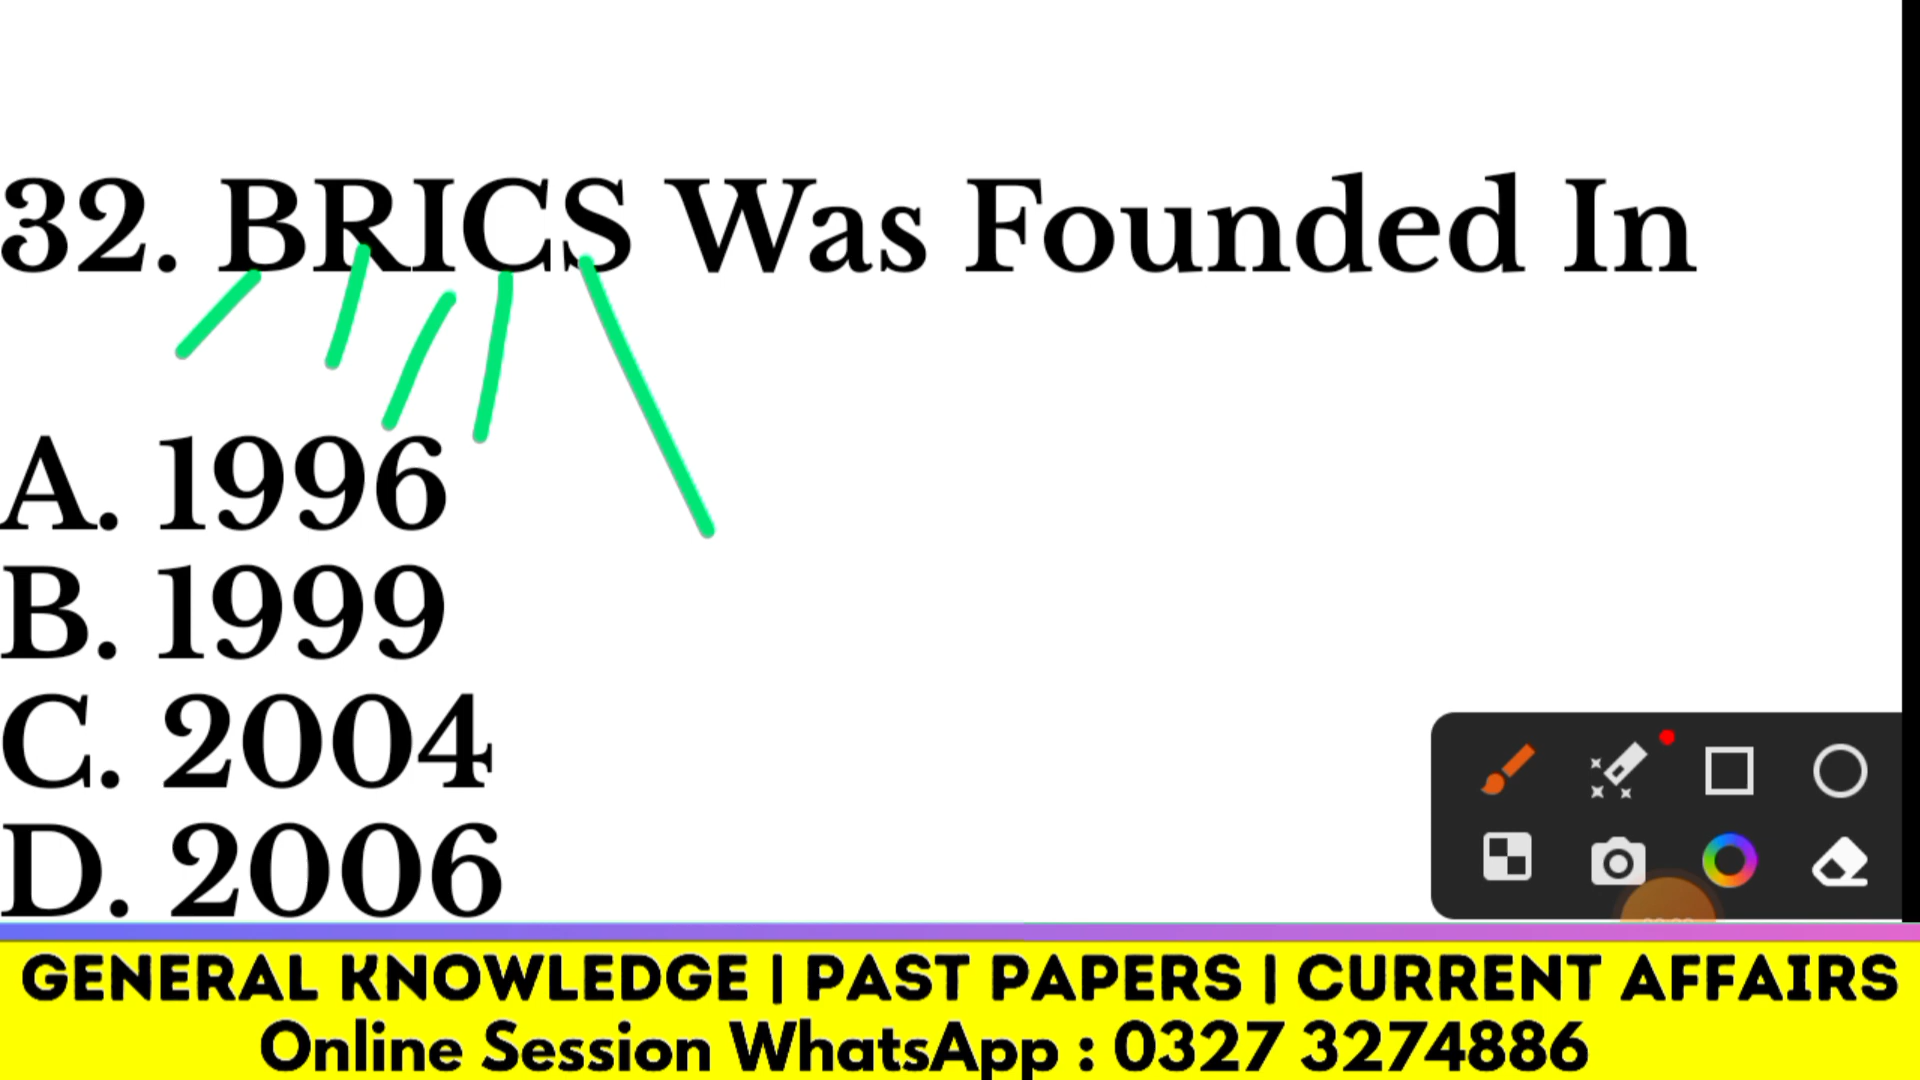 32. BRICS Was Founded In
A. 1996
B. 1999
C. 2004
D. 2006
GENERAL KNOWLEDGE | PAST PAPERS | CURRENT AFFAIRS
Online Session WhatsApp : 0327 3274886